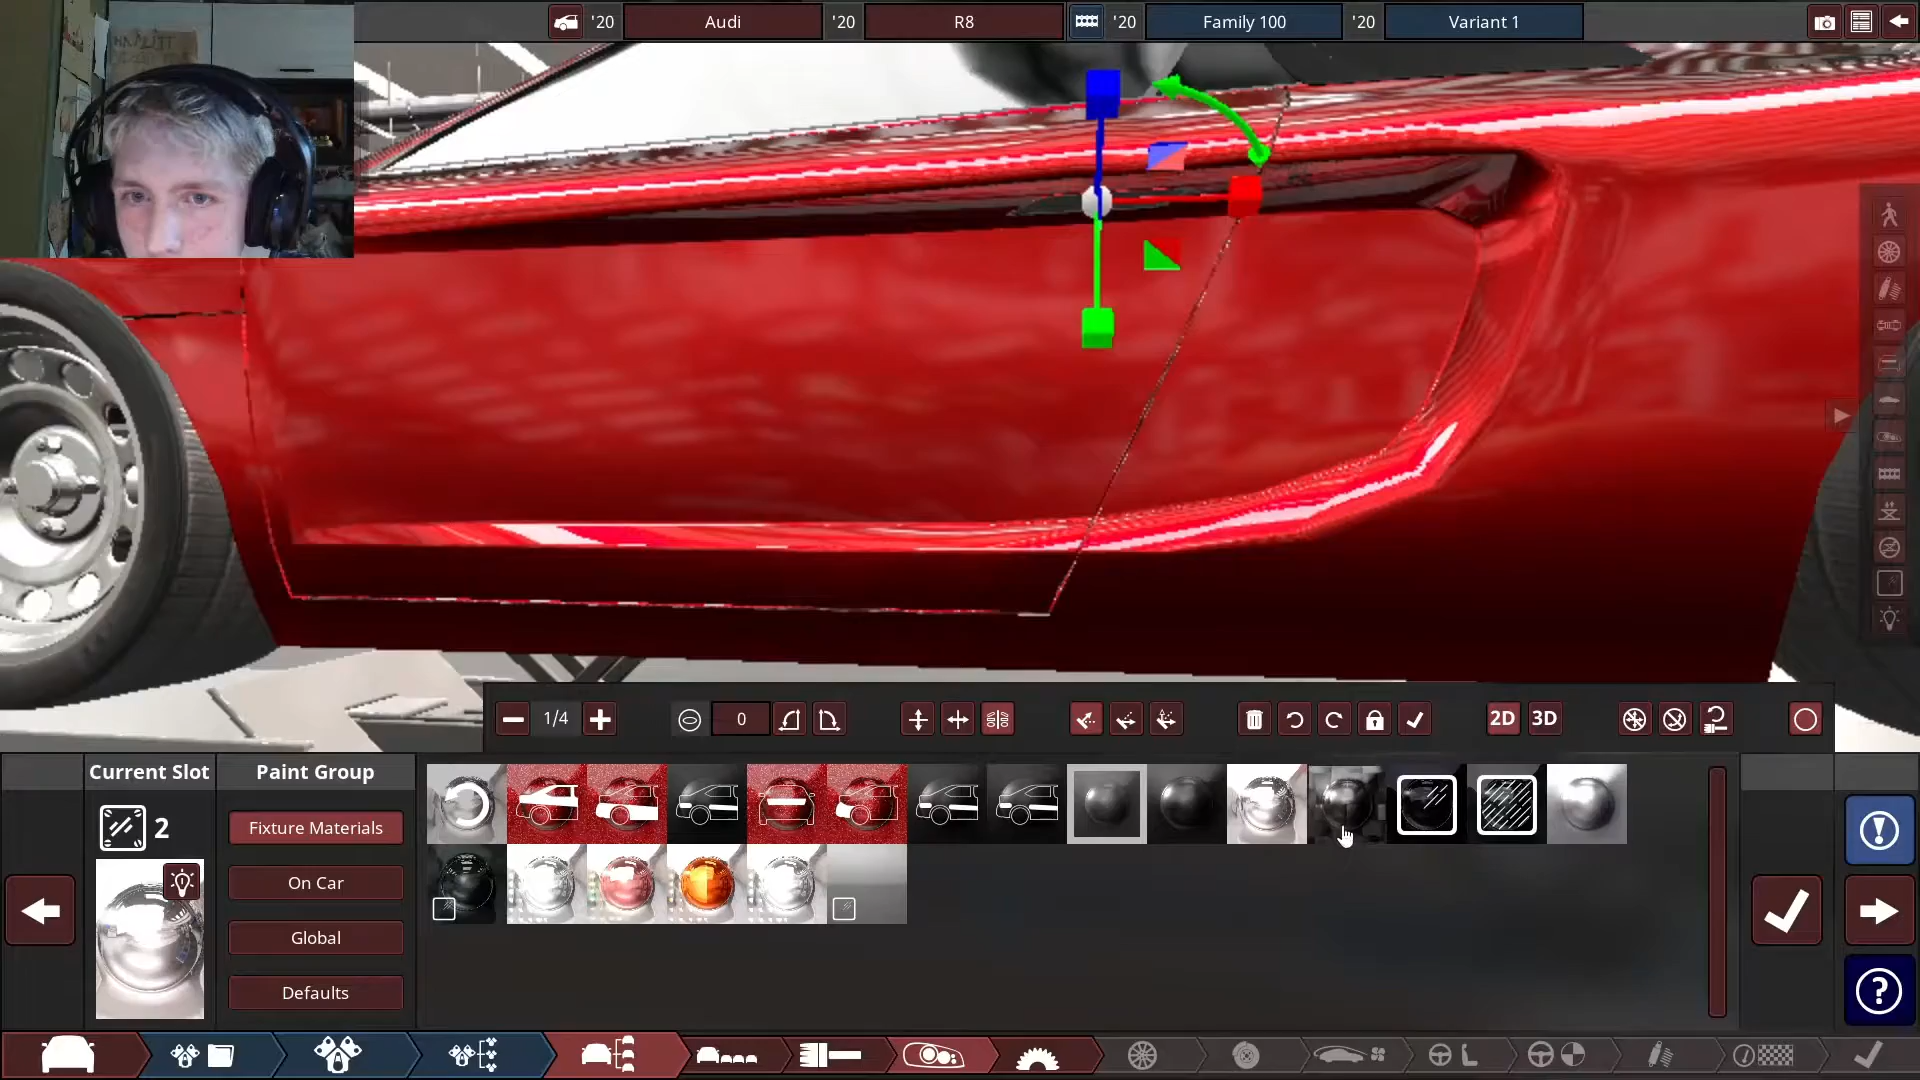 '20 Audi '20 R8 '20 Family 100 '20 Variant 1
1/4 0 2D 3D
Current Slot
2
Paint Group
Fixture Materials
On Car
Global
Defaults